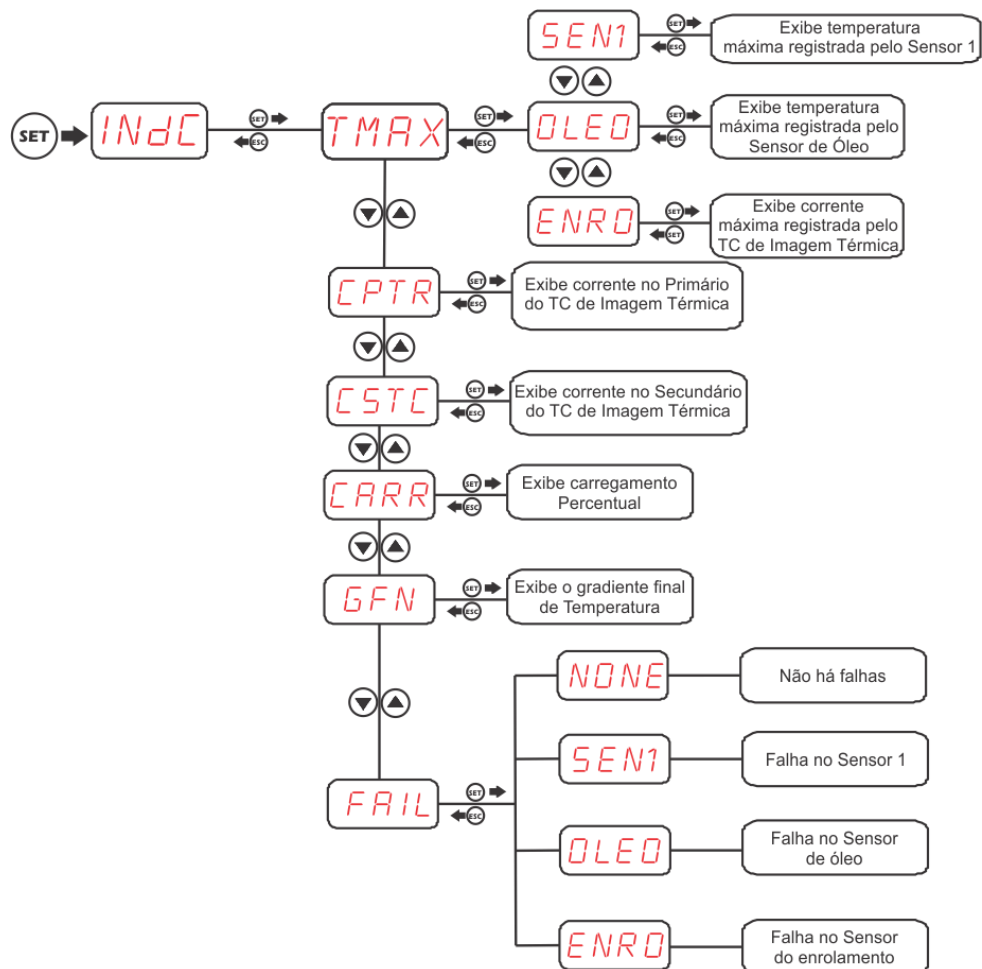 SEN1
SET
ESC
Exibe temperatura
máxima registrada pelo Sensor 1
SET
INdC
SET
ESC
TMAX
SET
ESC
OLEO
SET
ESC
Exibe temperatura
máxima registrada pelo
Sensor de Óleo
ENRO
SET
SET
Exibe corrente
máxima registrada pelo
TC de Imagem Térmica
CPTR
SET
ESC
Exibe corrente no Primário
do TC de Imagem Térmica
CSTC
SET
ESC
Exibe corrente no Secundário
do TC de Imagem Térmica
CARR
SET
ESC
Exibe carregamento
Percentual
GFN
SET
ESC
Exibe o gradiente final
de Temperatura
NONE
Não há falhas
SEN1
Falha no Sensor 1
FAIL
SET
ESC
OLEO
Falha no Sensor
de óleo
ENRO
Falha no Sensor
do enrolamento